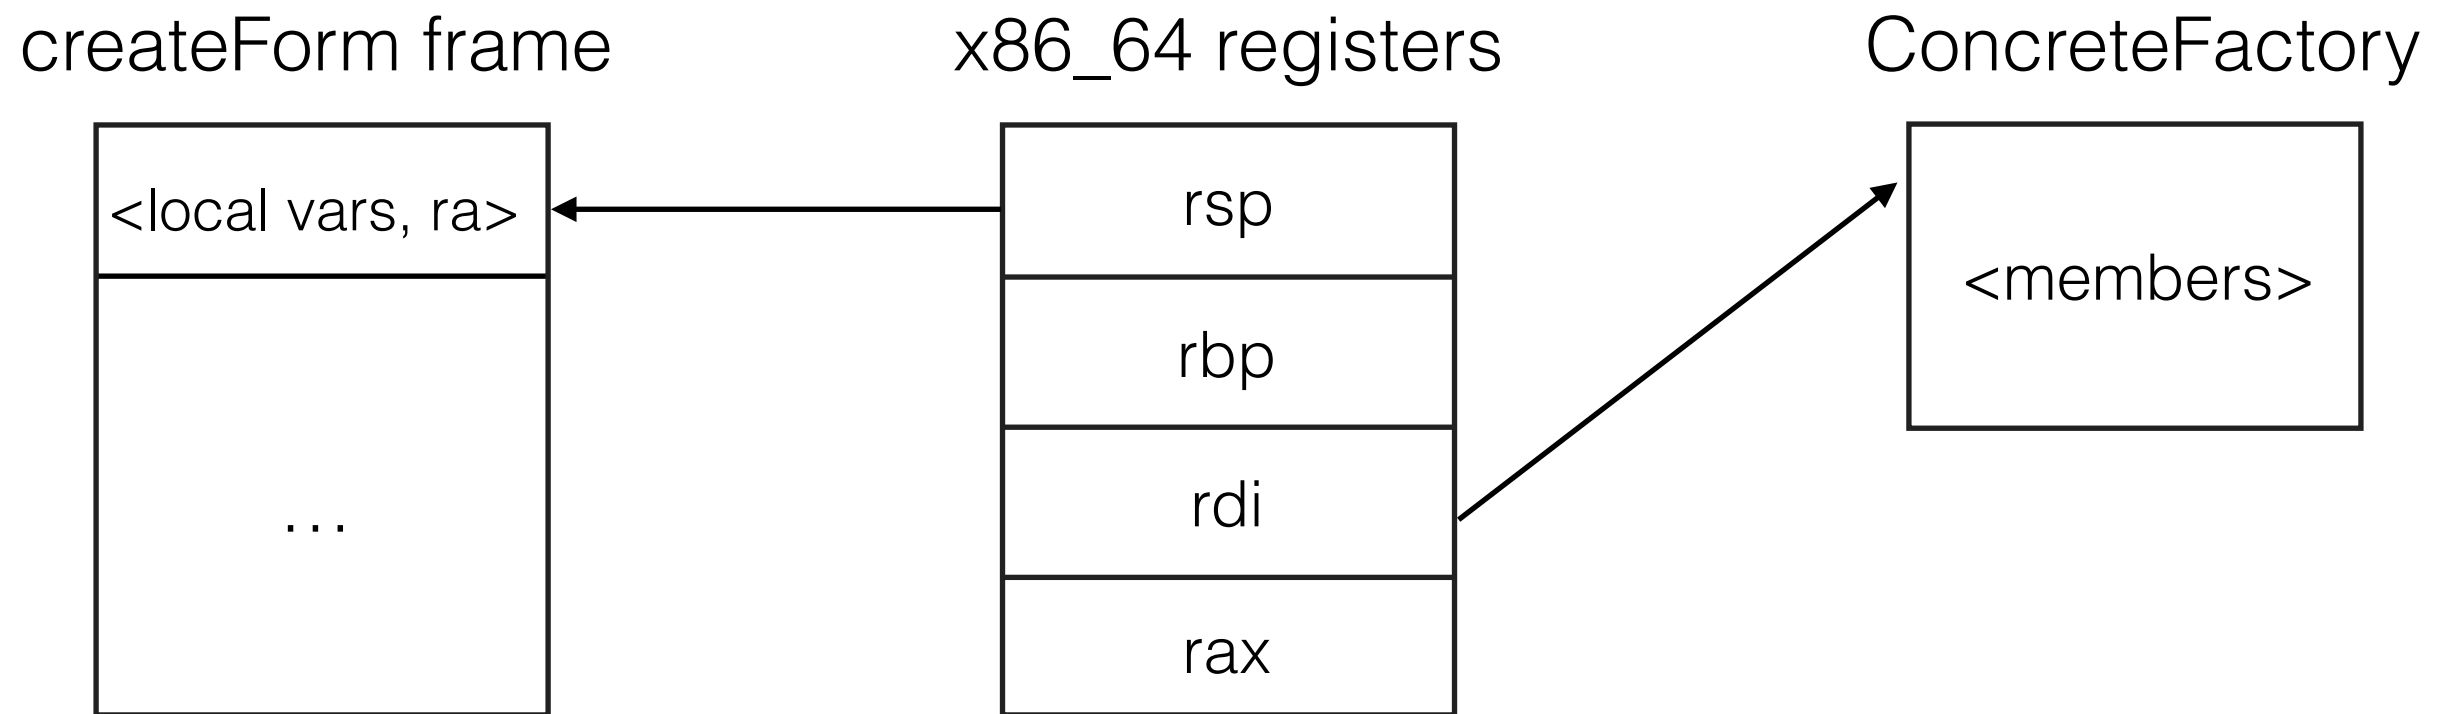 createForm frame
x86_64 registers
ConcreteFactory
<local vars, ra>
...
rsp
rbp
rdi
rax
<members>